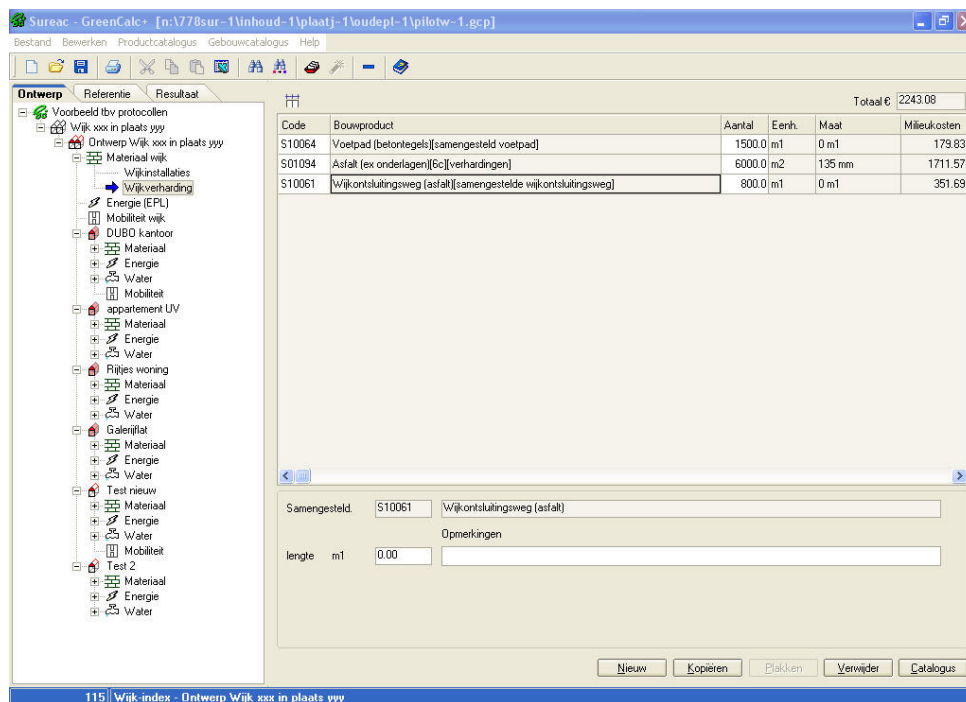 Sureac - GreenCalc+ [n:\778sur-1\inhoud-1\plaatj-1\oudepl-1\pilotw-1.gcp]
Bestand Bewerken Productcatalogus Gebouwcatalogus Help
Ontwerp Referentie Resultaat
Voorbeeld tbv protocollen
Wijk xxx in plaats yyy
Ontwerp Wijk xxx in plaats yyy
Materiaal wijk
Wijkinstallaties
Wijkverharding
Energie (EPL)
Mobiliteit wijk
DUBO kantoor
Materiaal
Energie
Water
Mobiliteit
appartement UV
Materiaal
Energie
Water
Rijtjes woning
Materiaal
Energie
Water
Galerijflat
Materiaal
Energie
Water
Test nieuw
Materiaal
Energie
Water
Mobiliteit
Test 2
Materiaal
Energie
Water
Totaal € 2243.08
Code Bouwproduct Aantal Eenh. Maat Milieukosten
S10064 Voetpad (betontegels)[samengesteld voetpad] 1500.0 m1 0 m1 179.83
S01094 Asfalt (ex onderlagen)[6c][verhardingen] 6000.0 m2 135 mm 1711.57
S10061 Wijkontsluitingsweg (asfalt)[samengestelde wijkontsluitingsweg] 800.0 m1 0 m1 351.69
Samengesteld. S10061 Wijkontsluitingsweg (asfalt)
Opmerkingen
lengte m1 0.00
Nieuw Kopiëren Plakken Verwijder Catalogus
115 Wijk-index - Ontwerp Wijk xxx in plaats yyy